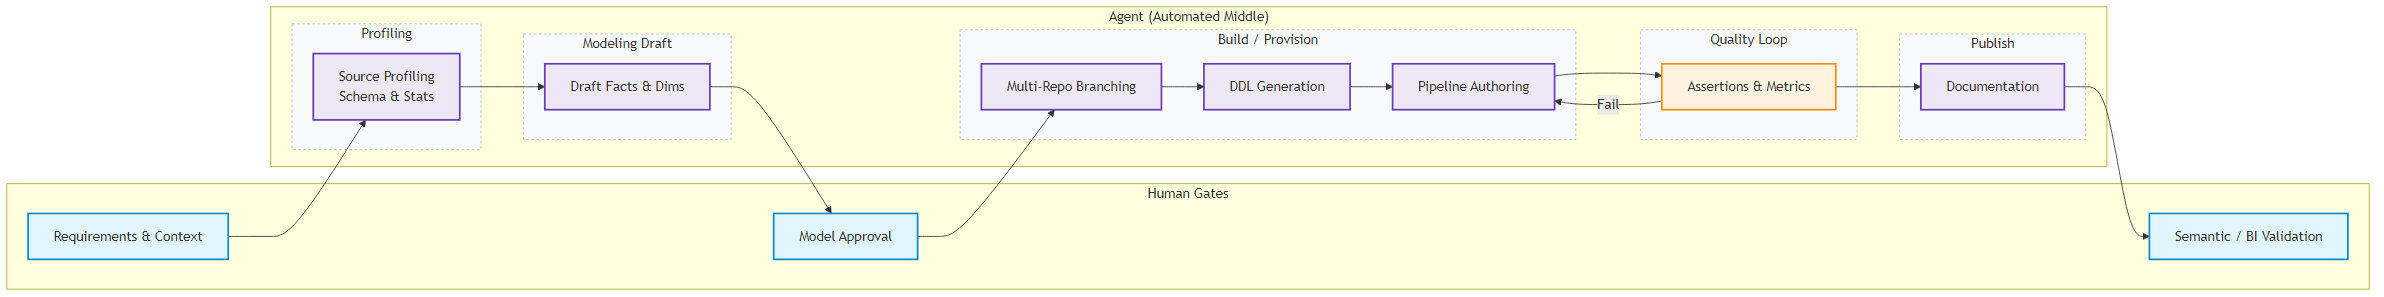 Agent (Automated Middle)
Profiling
Source Profiling
Schema & Stats
Modeling Draft
Draft Facts & Dims
Build / Provision
Multi-Repo Branching
DDL Generation
Pipeline Authoring
Fail
Quality Loop
Assertions & Metrics
Publish
Documentation
Human Gates
Requirements & Context
Model Approval
Semantic / BI Validation